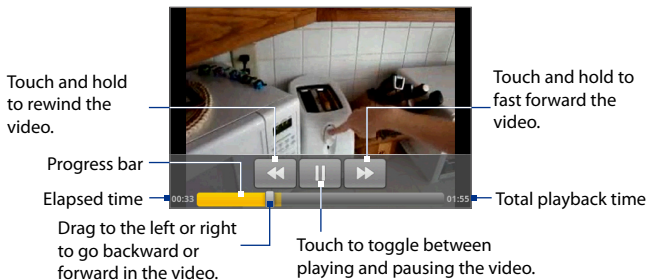 Touch and hold
to rewind the
video.
Touch and hold to
fast forward the
video.
Progress bar
Elapsed time
00:33
01:55
Total playback time
Drag to the left or right
to go backward or
forward in the video.
Touch to toggle between
playing and pausing the video.